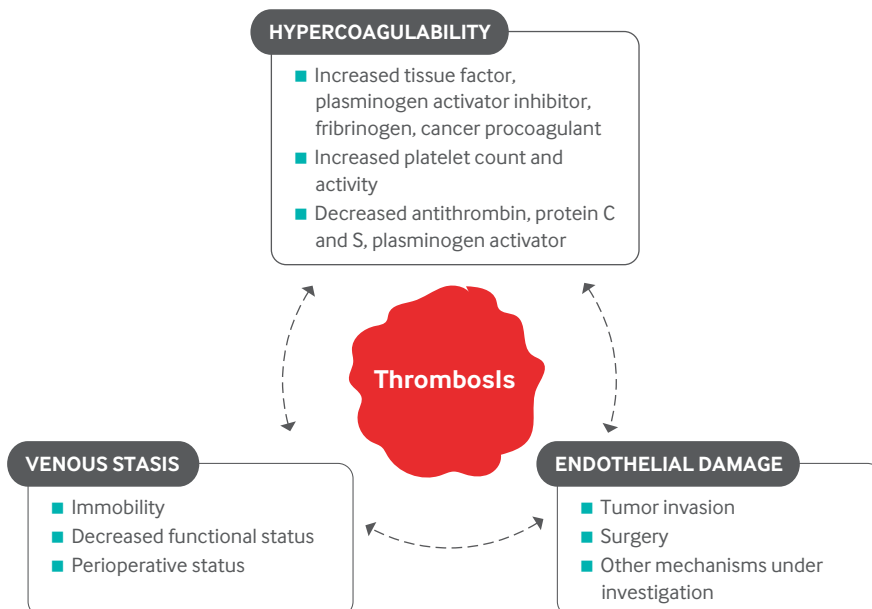 HYPERCOAGULABILITY
Increased tissue factor,
plasminogen activator inhibitor,
fribrinogen, cancer procoagulant
Increased platelet count and
activity
Decreased antithrombin, protein C
and S, plasminogen activator
ThrombosIs
VENOUS STASIS
Immobility
Decreased functional status
Perioperative status
ENDOTHELIAL DAMAGE
Tumor invasion
Surgery
Other mechanisms under
investigation